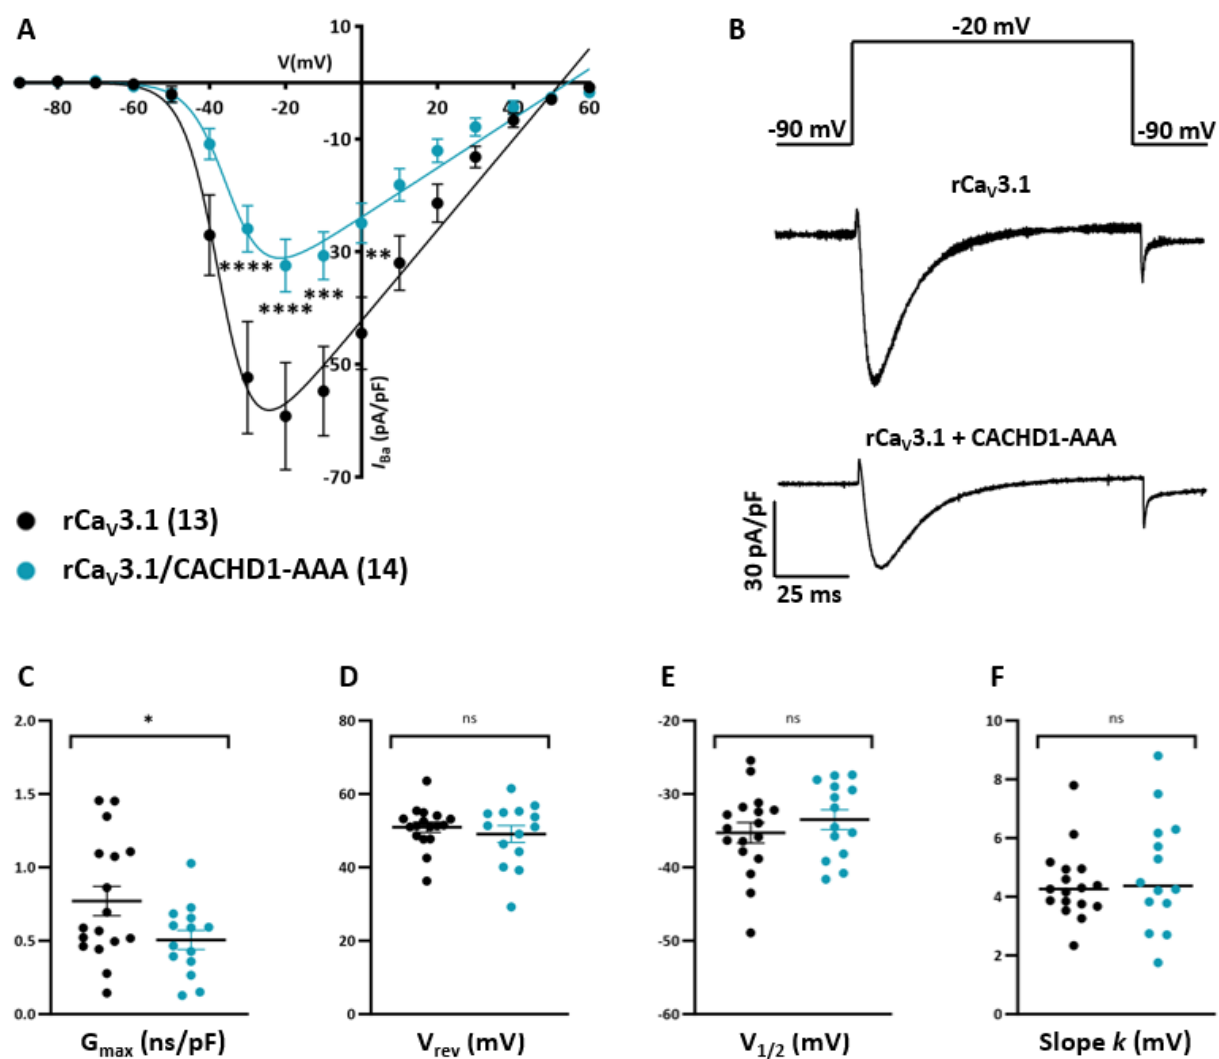 A
10
V(mV)
-80
-60
-40
-20
20
40
60
-10
-30
-50
-70
I_Ba (pA/pF)
****
****
***
**
rCa_V3.1 (13)
rCa_V3.1/CACHD1-AAA (14)
B
-20 mV
-90 mV
-90 mV
rCa_V3.1
rCa_V3.1 + CACHD1-AAA
30 pA/pF
25 ms
C
2.0
1.5
1.0
0.5
0.0
*
G_max (ns/pF)
D
80
60
40
20
0
ns
V_rev (mV)
E
-20
-30
-40
-50
-60
ns
V_1/2 (mV)
F
10
8
6
4
2
0
ns
Slope k (mV)